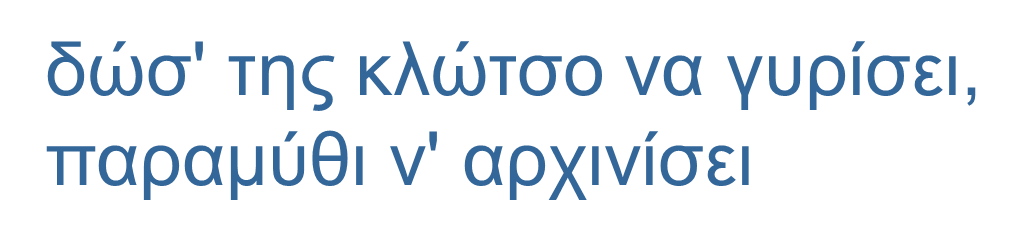 δώσ' της κλώτσο να γυρίσει,
παραμύθι ν' αρχινίσει